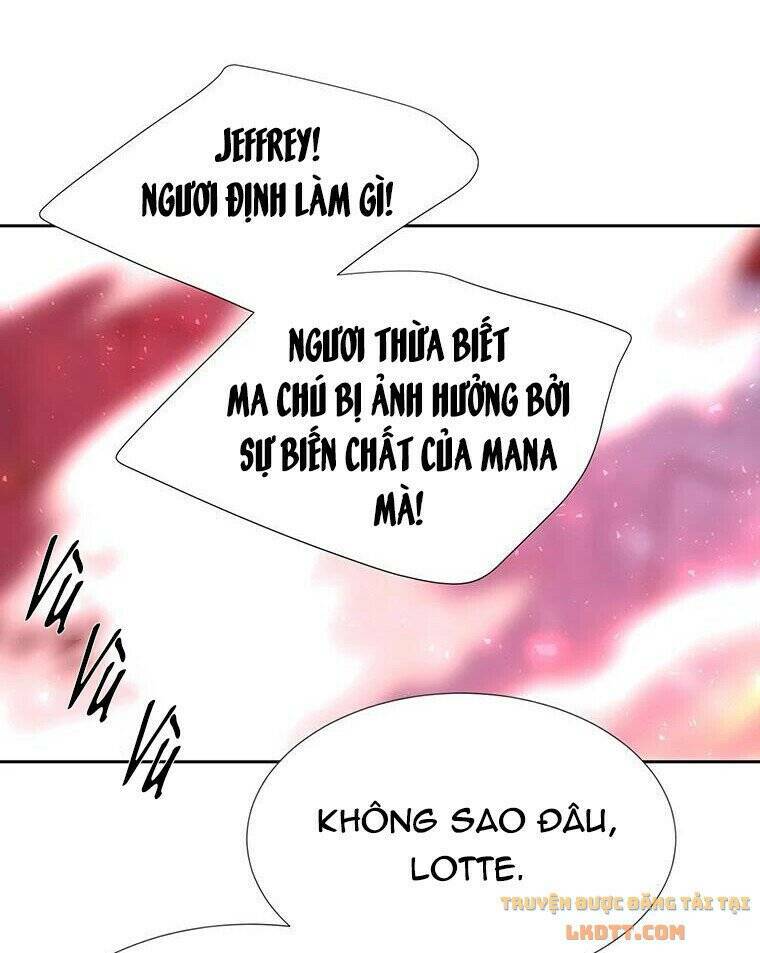 JEFFREY!
NGƯƠI ĐỊNH LÀM GÌ!
NGƯƠI THỪA BIẾT
MA CHÚ BỊ ẢNH HƯỞNG BỞI
SỰ BIẾN CHẤT CỦA MANA
MÀ!
Vù
Vù
Vù
KHÔNG SAO ĐÂU,
LOTTE.
TRUYỆN ĐƯỢC ĐĂNG TẢI TẠI
LKDTT.COM